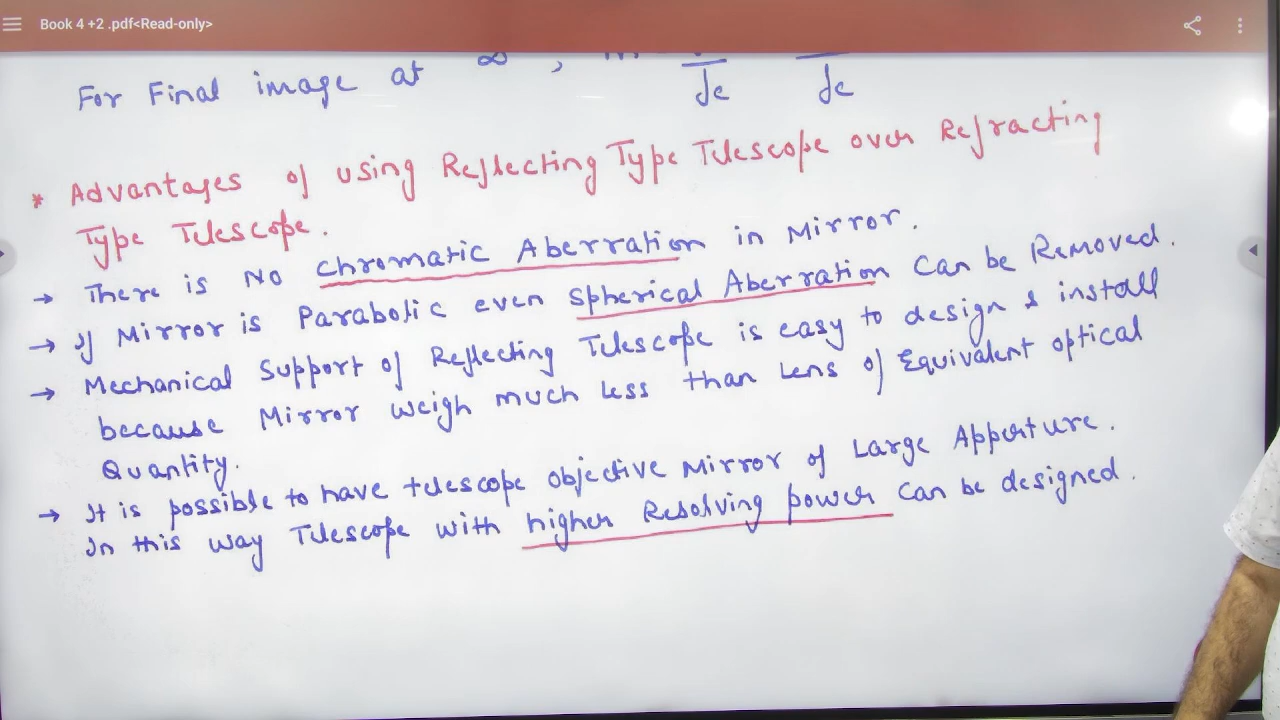 Book 4 +2 .pdf<Read-only>
For Final image at ∞ ,
* Advantages of using Reflecting Type Telescope over Refracting
Type Telescope.
→ There is No Chromatic Aberration in Mirror.
→ If Mirror is Parabolic even Spherical Aberration Can be Removed.
→ Mechanical Support of Reflecting Telescope is easy to design & install
because Mirror weigh much less than Lens of Equivalent optical
Quantity.
→ It is possible to have telescope objective Mirror of Large Apperture.
In this way Telescope with higher Resolving power Can be designed.